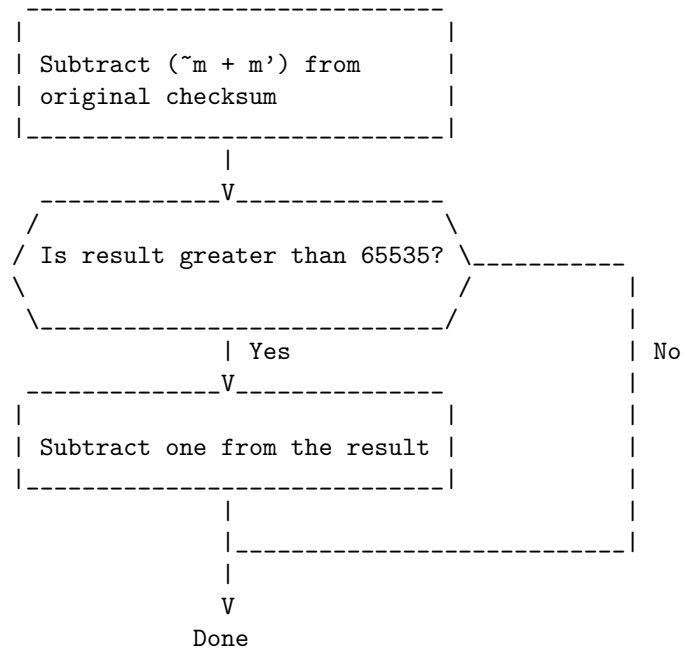 Subtract (~m + m’) from
original checksum
V
Is result greater than 65535?
Yes
No
V
Subtract one from the result
V
Done